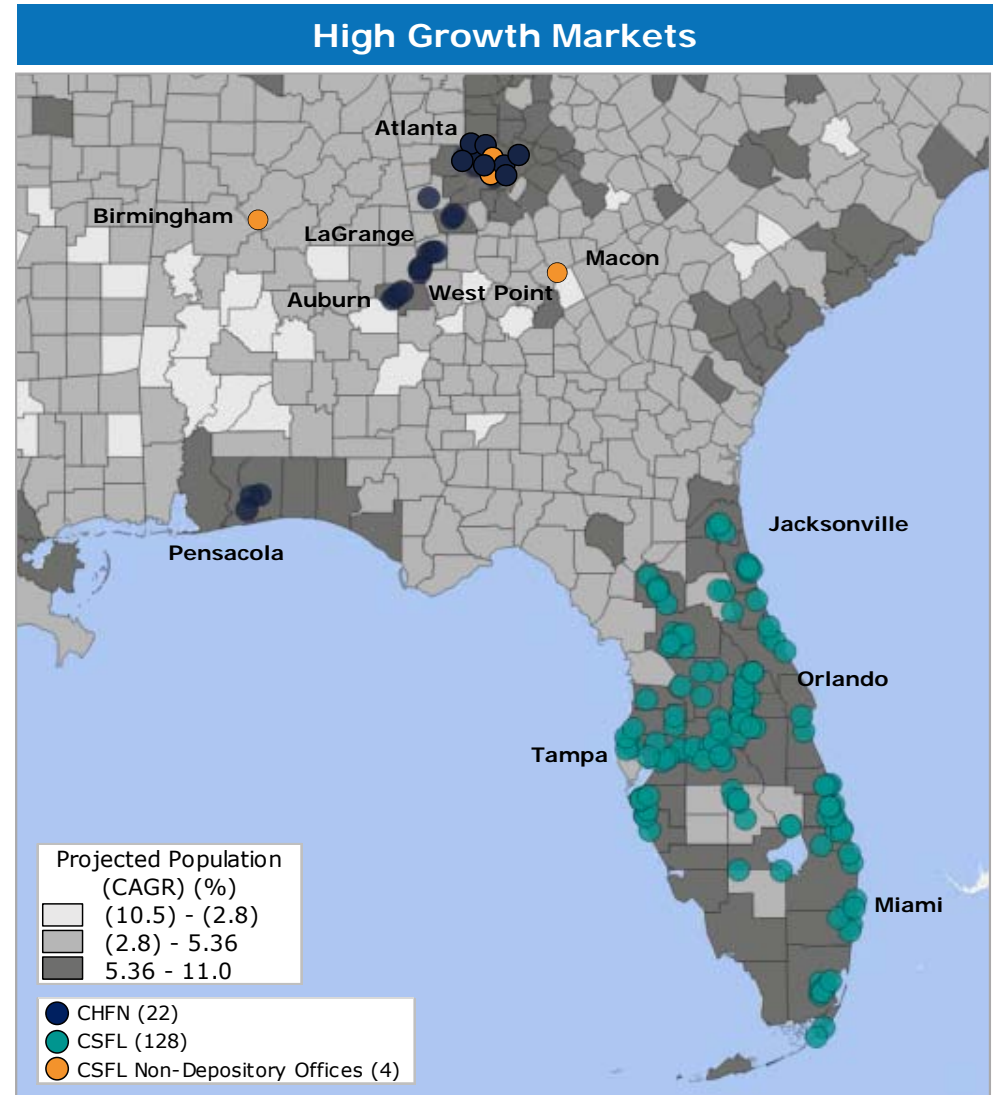 High Growth Markets
Atlanta
Birmingham
LaGrange
Macon
Auburn
West Point
Jacksonville
Pensacola
Orlando
Tampa
Miami
Projected Population
(CAGR) (%)
(10.5) - (2.8)
(2.8) - 5.36
5.36 - 11.0
CHFN (22)
CSFL (128)
CSFL Non-Depository Offices (4)